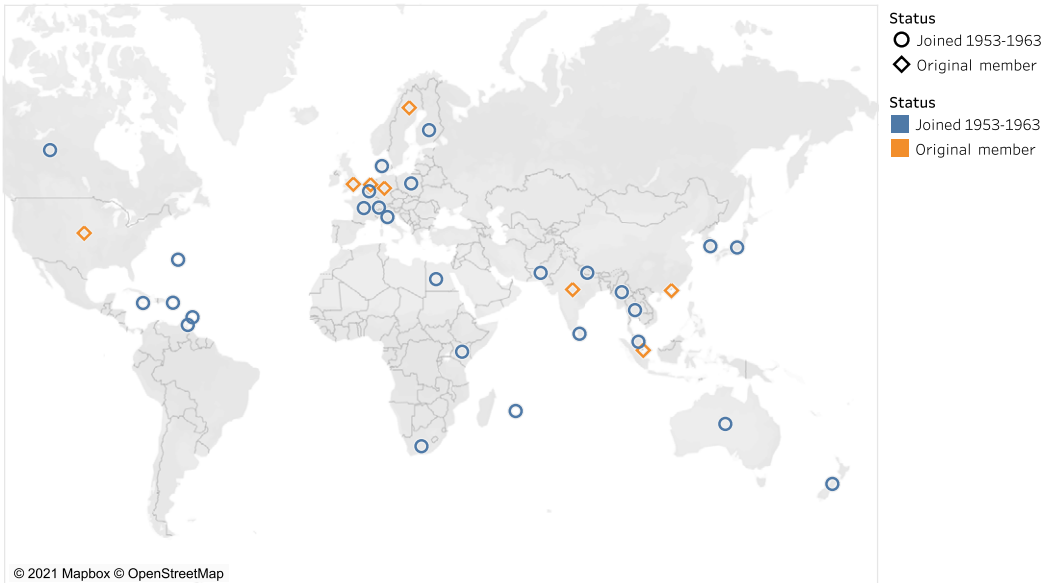 Status
Joined 1953-1963
Original member
Status
Joined 1953-1963
Original member
© 2021 Mapbox © OpenStreetMap